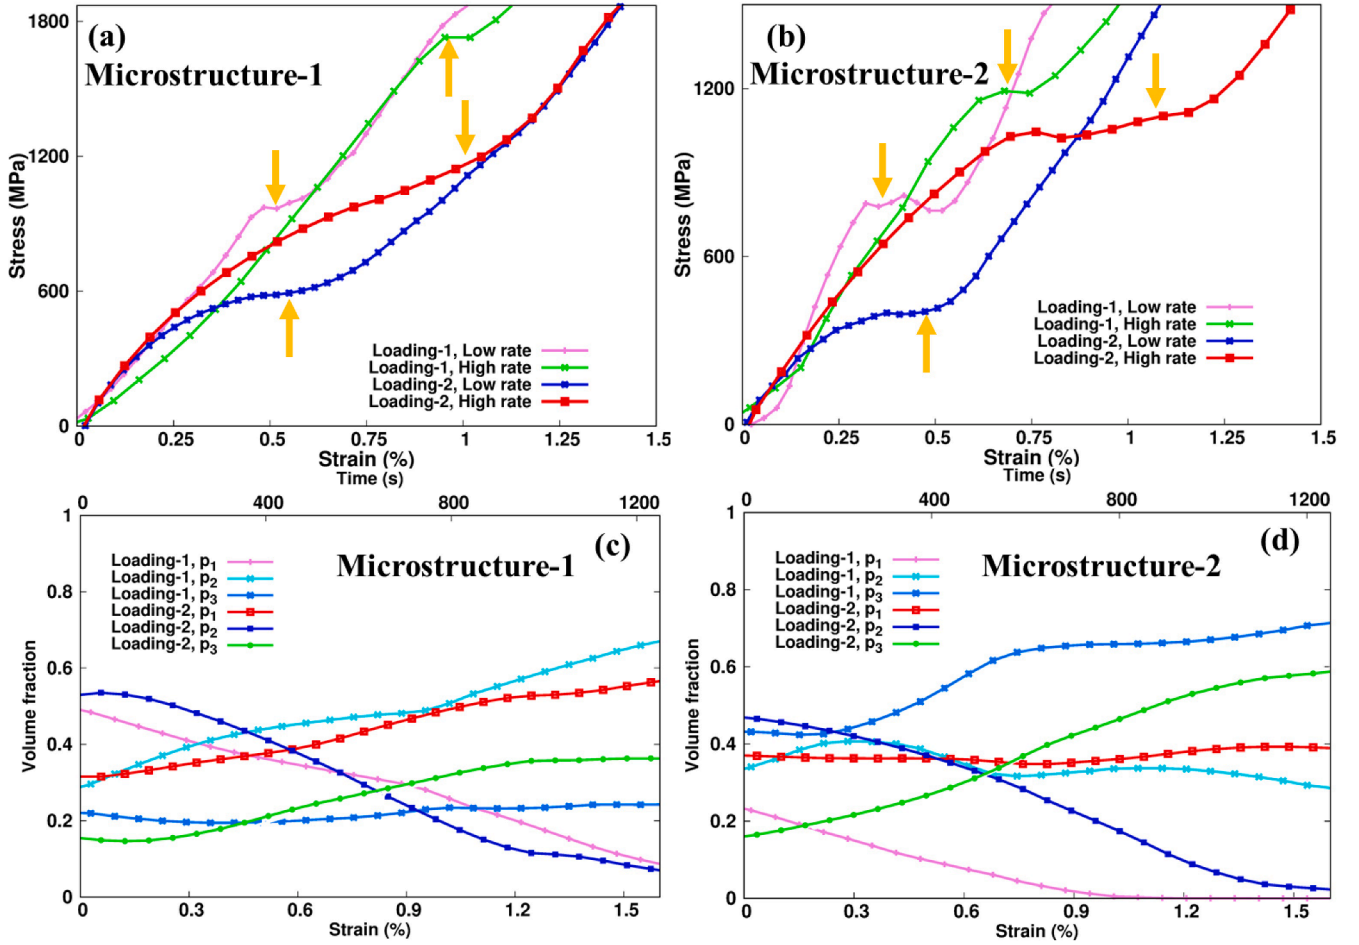 (a)
Microstructure-1
Stress (MPa)
1800
1200
600
0
Loading-1, Low rate
Loading-1, High rate
Loading-2, Low rate
Loading-2, High rate
0 0.25 0.5 0.75 1 1.25 1.5
Strain (%)
(b)
Microstructure-2
Stress (MPa)
1200
600
0
Loading-1, Low rate
Loading-1, High rate
Loading-2, Low rate
Loading-2, High rate
0 0.25 0.5 0.75 1 1.25 1.5
Strain (%)
Time (s)
0 400 800 1200
(c)
Microstructure-1
Volume fraction
1
0.8
0.6
0.4
0.2
0
Loading-1, p1
Loading-1, p2
Loading-1, p3
Loading-2, p1
Loading-2, p2
Loading-2, p3
0 0.3 0.6 0.9 1.2 1.5
Strain (%)
Time (s)
0 400 800 1200
(d)
Microstructure-2
Volume fraction
1
0.8
0.6
0.4
0.2
0
Loading-1, p1
Loading-1, p2
Loading-1, p3
Loading-2, p1
Loading-2, p2
Loading-2, p3
0 0.3 0.6 0.9 1.2 1.5
Strain (%)